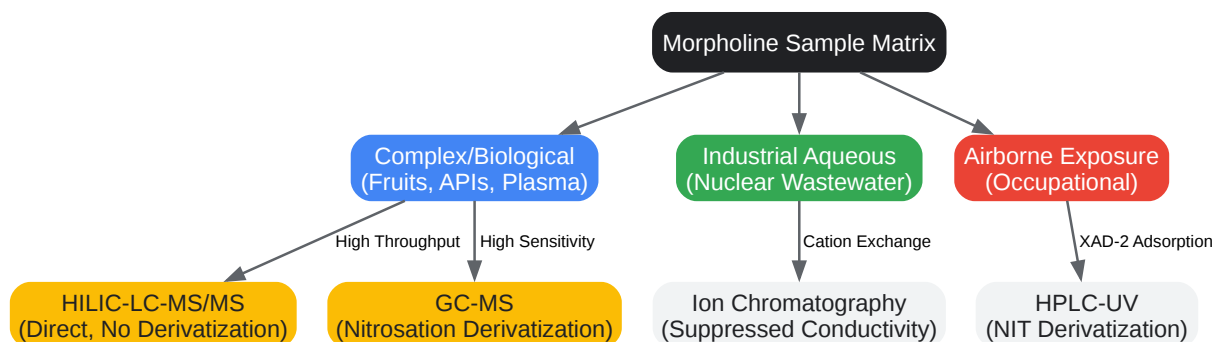 Morpholine Sample Matrix
Complex/Biological
(Fruits, APIs, Plasma)
Industrial Aqueous
(Nuclear Wastewater)
Airborne Exposure
(Occupational)
High Throughput
High Sensitivity
Cation Exchange
XAD-2 Adsorption
HILIC-LC-MS/MS
(Direct, No Derivatization)
GC-MS
(Nitrosation Derivatization)
Ion Chromatography
(Suppressed Conductivity)
HPLC-UV
(NIT Derivatization)